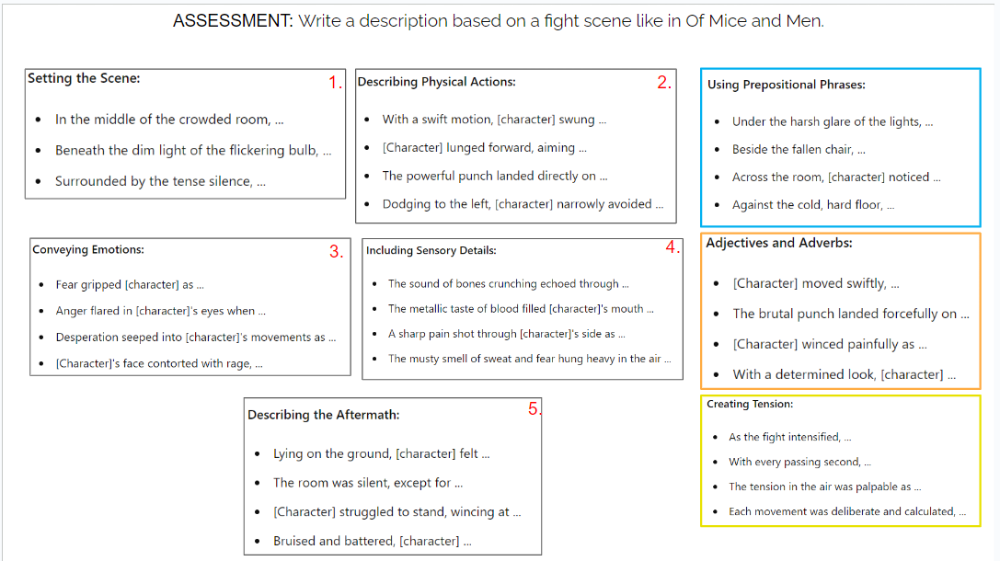 ASSESSMENT: Write a description based on a fight scene like in Of Mice and Men.
Setting the Scene: 1.
• In the middle of the crowded room, ...
• Beneath the dim light of the flickering bulb, ...
• Surrounded by the tense silence, ...
Describing Physical Actions: 2.
• With a swift motion, [character] swung ...
• [Character] lunged forward, aiming ...
• The powerful punch landed directly on ...
• Dodging to the left, [character] narrowly avoided ...
Using Prepositional Phrases:
• Under the harsh glare of the lights, ...
• Beside the fallen chair, ...
• Across the room, [character] noticed ...
• Against the cold, hard floor, ...
Conveying Emotions: 3.
• Fear gripped [character] as ...
• Anger flared in [character]'s eyes when ...
• Desperation seeped into [character]'s movements as ...
• [Character]'s face contorted with rage, ...
Including Sensory Details: 4.
• The sound of bones crunching echoed through ...
• The metallic taste of blood filled [character]'s mouth ...
• A sharp pain shot through [character]'s side as ...
• The musty smell of sweat and fear hung heavy in the air ...
Adjectives and Adverbs:
• [Character] moved swiftly, ...
• The brutal punch landed forcefully on ...
• [Character] winced painfully as ...
• With a determined look, [character] ...
Describing the Aftermath: 5.
• Lying on the ground, [character] felt ...
• The room was silent, except for ...
• [Character] struggled to stand, wincing at ...
• Bruised and battered, [character] ...
Creating Tension:
• As the fight intensified, ...
• With every passing second, ...
• The tension in the air was palpable as ...
• Each movement was deliberate and calculated, ...